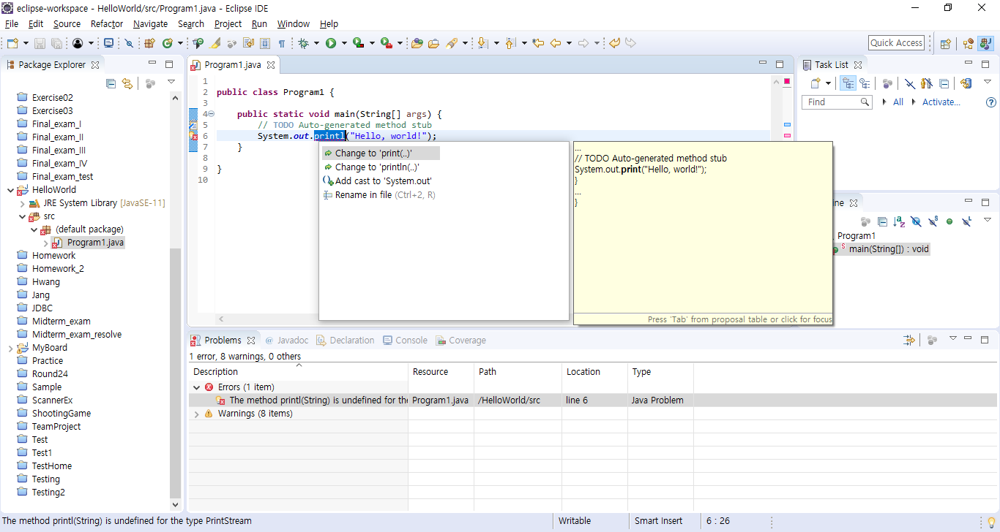 eclipse-workspace - HelloWorld/src/Program1.java - Eclipse IDE
File Edit Source Refactor Navigate Search Project Run Window Help
Quick Access
Package Explorer
Exercise02
Exercise03
Final_exam_I
Final_exam_II
Final_exam_III
Final_exam_IV
Final_exam_test
HelloWorld
JRE System Library [JavaSE-11]
src
(default package)
Program1.java
Homework
Homework_2
Hwang
Jang
JDBC
Midterm_exam
Midterm_exam_resolve
MyBoard
Practice
Round24
Sample
ScannerEx
ShootingGame
TeamProject
Test
Test1
TestHome
Testing
Testing2
Program1.java
1
2 public class Program1 {
3
4 public static void main(String[] args) {
5 // TODO Auto-generated method stub
6 System.out.printl("Hello, world!");
7 }
8
9 }
10
Change to 'print(..)'
Change to 'println(..)'
Add cast to 'System.out'
Rename in file (Ctrl+2, R)
...
// TODO Auto-generated method stub
System.out.print("Hello, world!");
}
...
}
Press 'Tab' from proposal table or click for focus
Task List
Find All Activate...
ine
Program1
main(String[]) : void
Problems @ Javadoc Declaration Console Coverage
1 error, 8 warnings, 0 others
Description Resource Path Location Type
Errors (1 item)
The method printl(String) is undefined for the Program1.java /HelloWorld/src line 6 Java Problem
Warnings (8 items)
The method printl(String) is undefined for the type PrintStream Writable Smart Insert 6 : 26